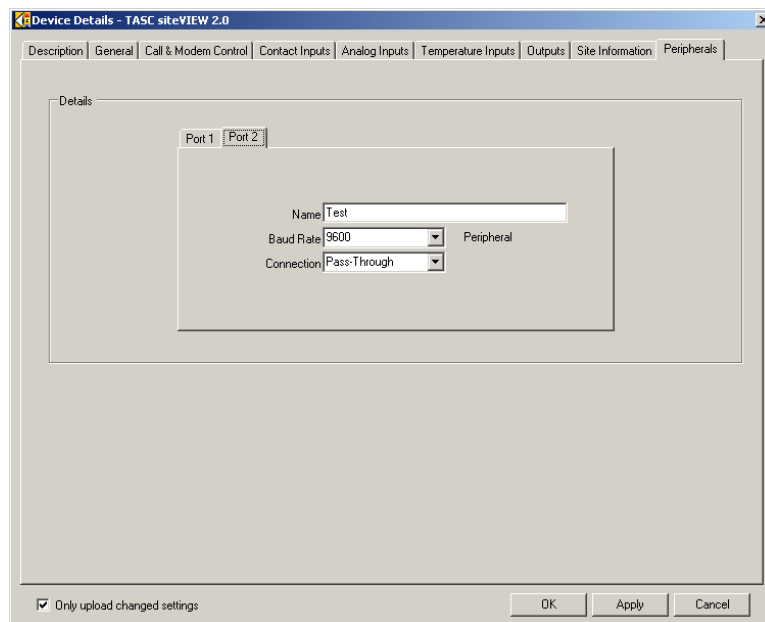 Device Details - TASC siteVIEW 2.0
Description General Call & Modem Control Contact Inputs Analog Inputs Temperature Inputs Outputs Site Information Peripherals
Details
Port 1 Port 2
Name Test
Baud Rate 9600 Peripheral
Connection Pass-Through
Only upload changed settings OK Apply Cancel